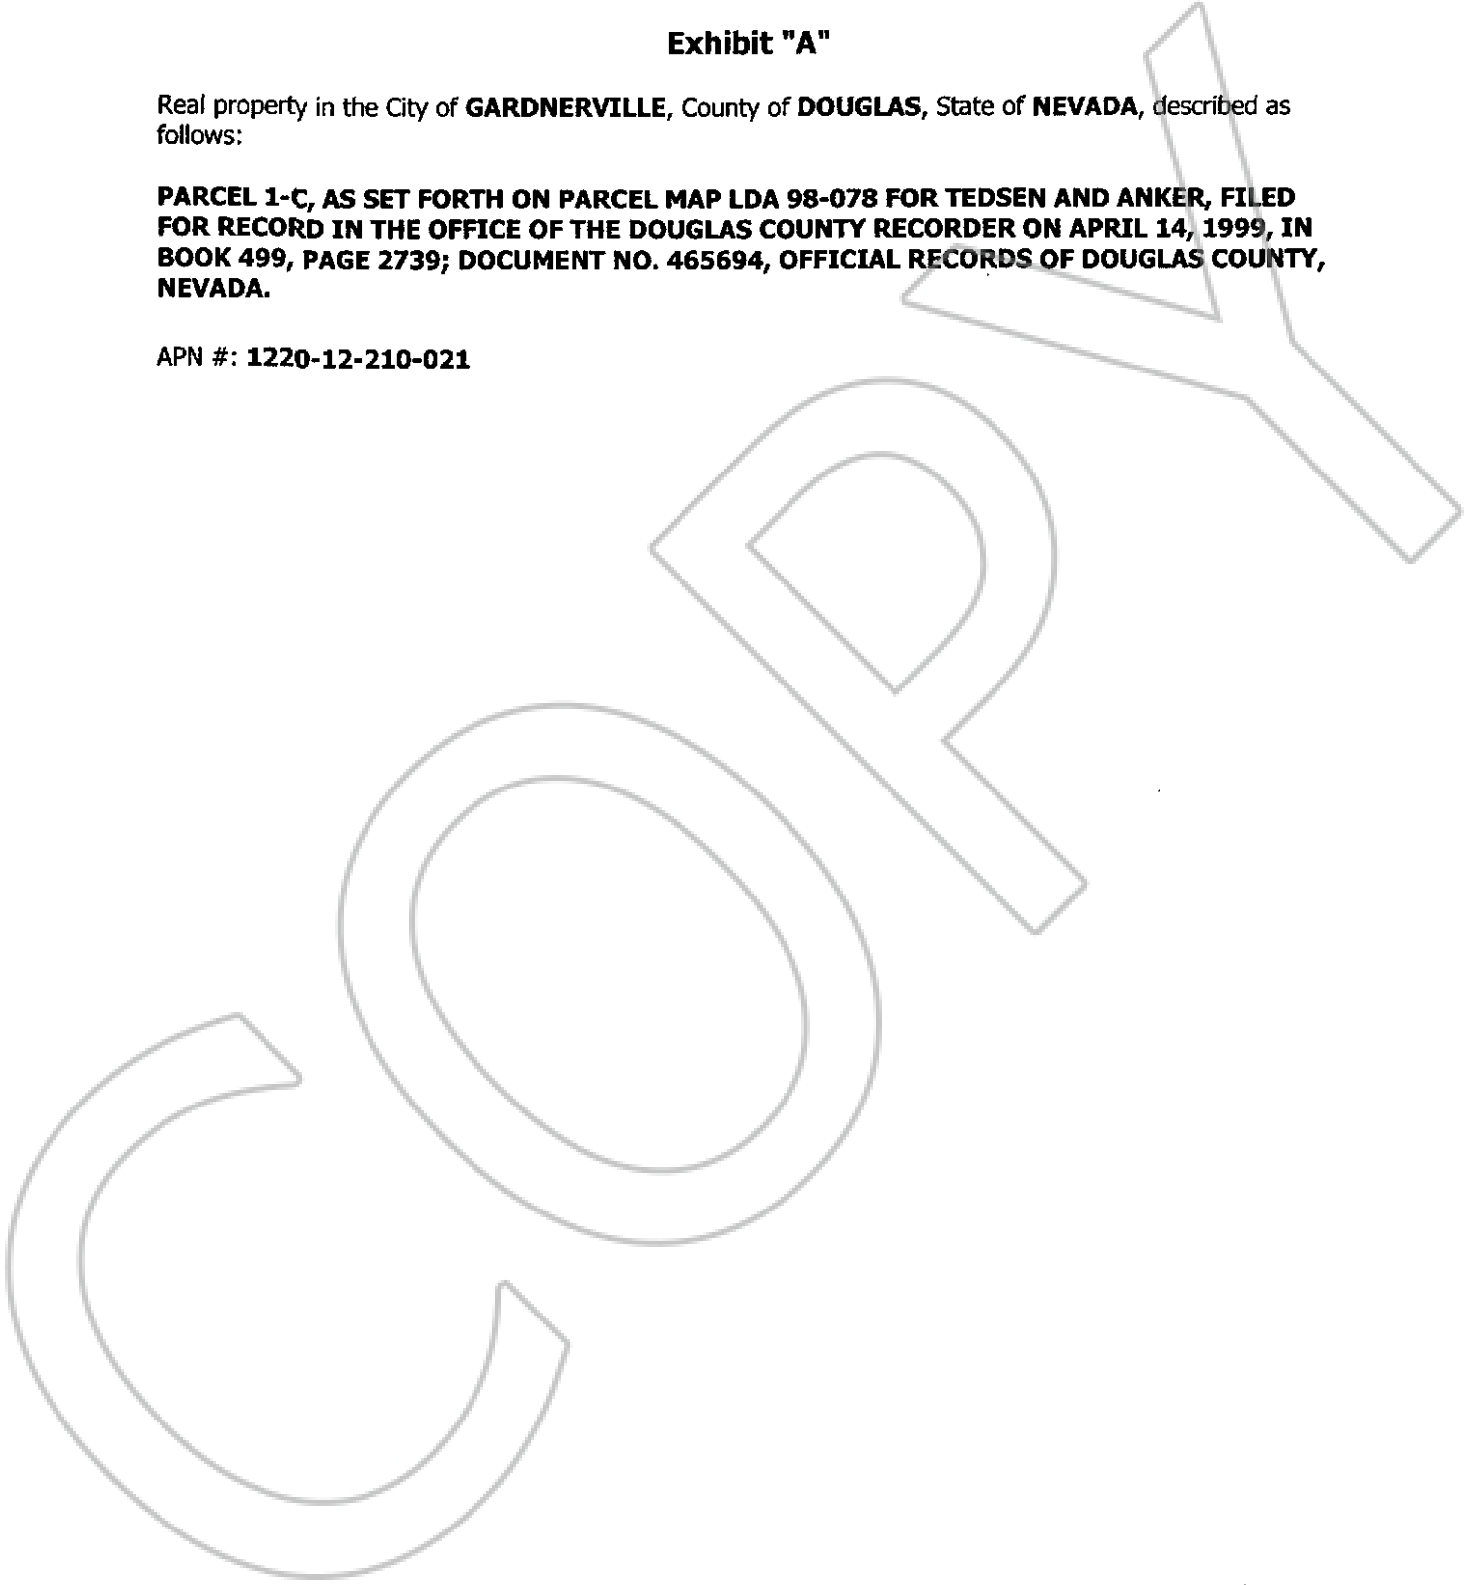 Exhibit "A"
Real property in the City of GARDNERVILLE, County of DOUGLAS, State of NEVADA, described as
follows:
PARCEL 1-C, AS SET FORTH ON PARCEL MAP LDA 98-078 FOR TEDSEN AND ANKER, FILED
FOR RECORD IN THE OFFICE OF THE DOUGLAS COUNTY RECORDER ON APRIL 14, 1999, IN
BOOK 499, PAGE 2739; DOCUMENT NO. 465694, OFFICIAL RECORDS OF DOUGLAS COUNTY,
NEVADA.
APN #: 1220-12-210-021
COPY